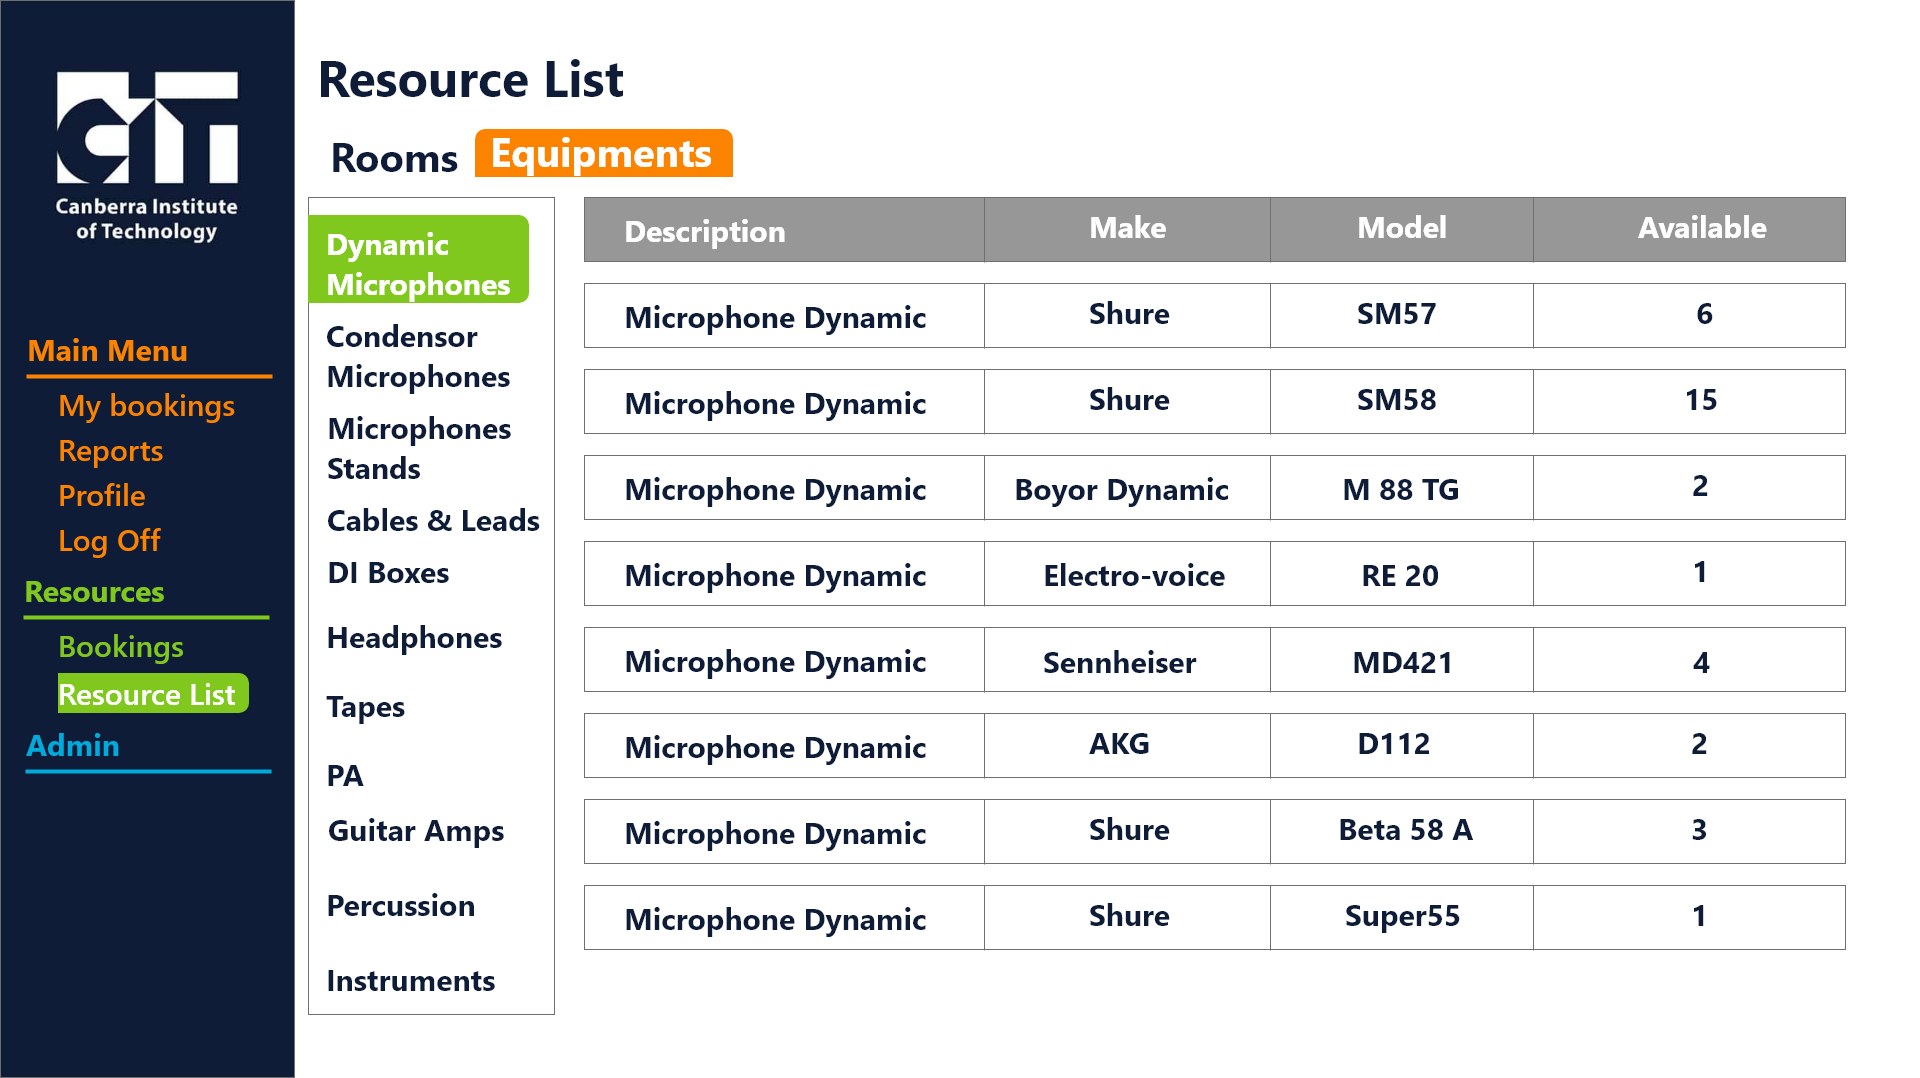 CIT
Canberra Institute
of Technology
Main Menu
My bookings
Reports
Profile
Log Off
Resources
Bookings
Resource List
Admin
Resource List
Rooms Equipments
Dynamic
Microphones
Condensor
Microphones
Microphones
Stands
Cables & Leads
DI Boxes
Headphones
Tapes
PA
Guitar Amps
Percussion
Instruments
Description Make Model Available
Microphone Dynamic Shure SM57 6
Microphone Dynamic Shure SM58 15
Microphone Dynamic Boyor Dynamic M 88 TG 2
Microphone Dynamic Electro-voice RE 20 1
Microphone Dynamic Sennheiser MD421 4
Microphone Dynamic AKG D112 2
Microphone Dynamic Shure Beta 58 A 3
Microphone Dynamic Shure Super55 1